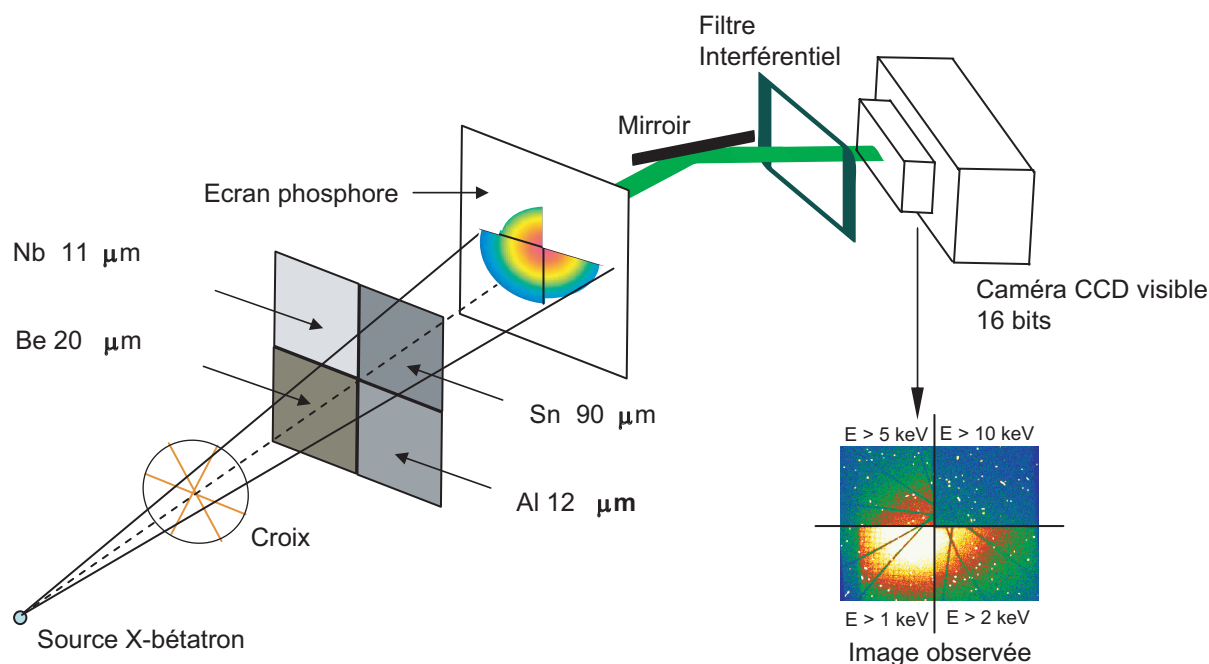 Filtre
Interférentiel
Mirroir
Ecran phosphore
Nb 11 μm
Be 20 μm
Caméra CCD visible
16 bits
Sn 90 μm
Al 12 μm
Croix
E > 5 keV
E > 10 keV
E > 1 keV
E > 2 keV
Source X-bétatron
Image observée